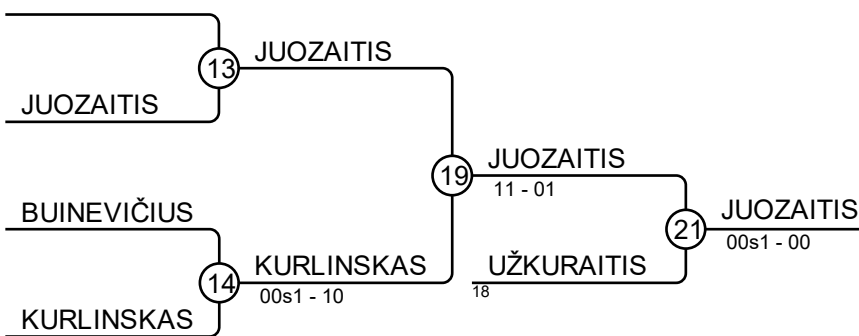 13
JUOZAITIS
JUOZAITIS
19
JUOZAITIS
11 - 01
BUINEVIČIUS
21
JUOZAITIS
00s1 - 00
14
KURLINSKAS
00s1 - 10
UŽKURAITIS
18
KURLINSKAS